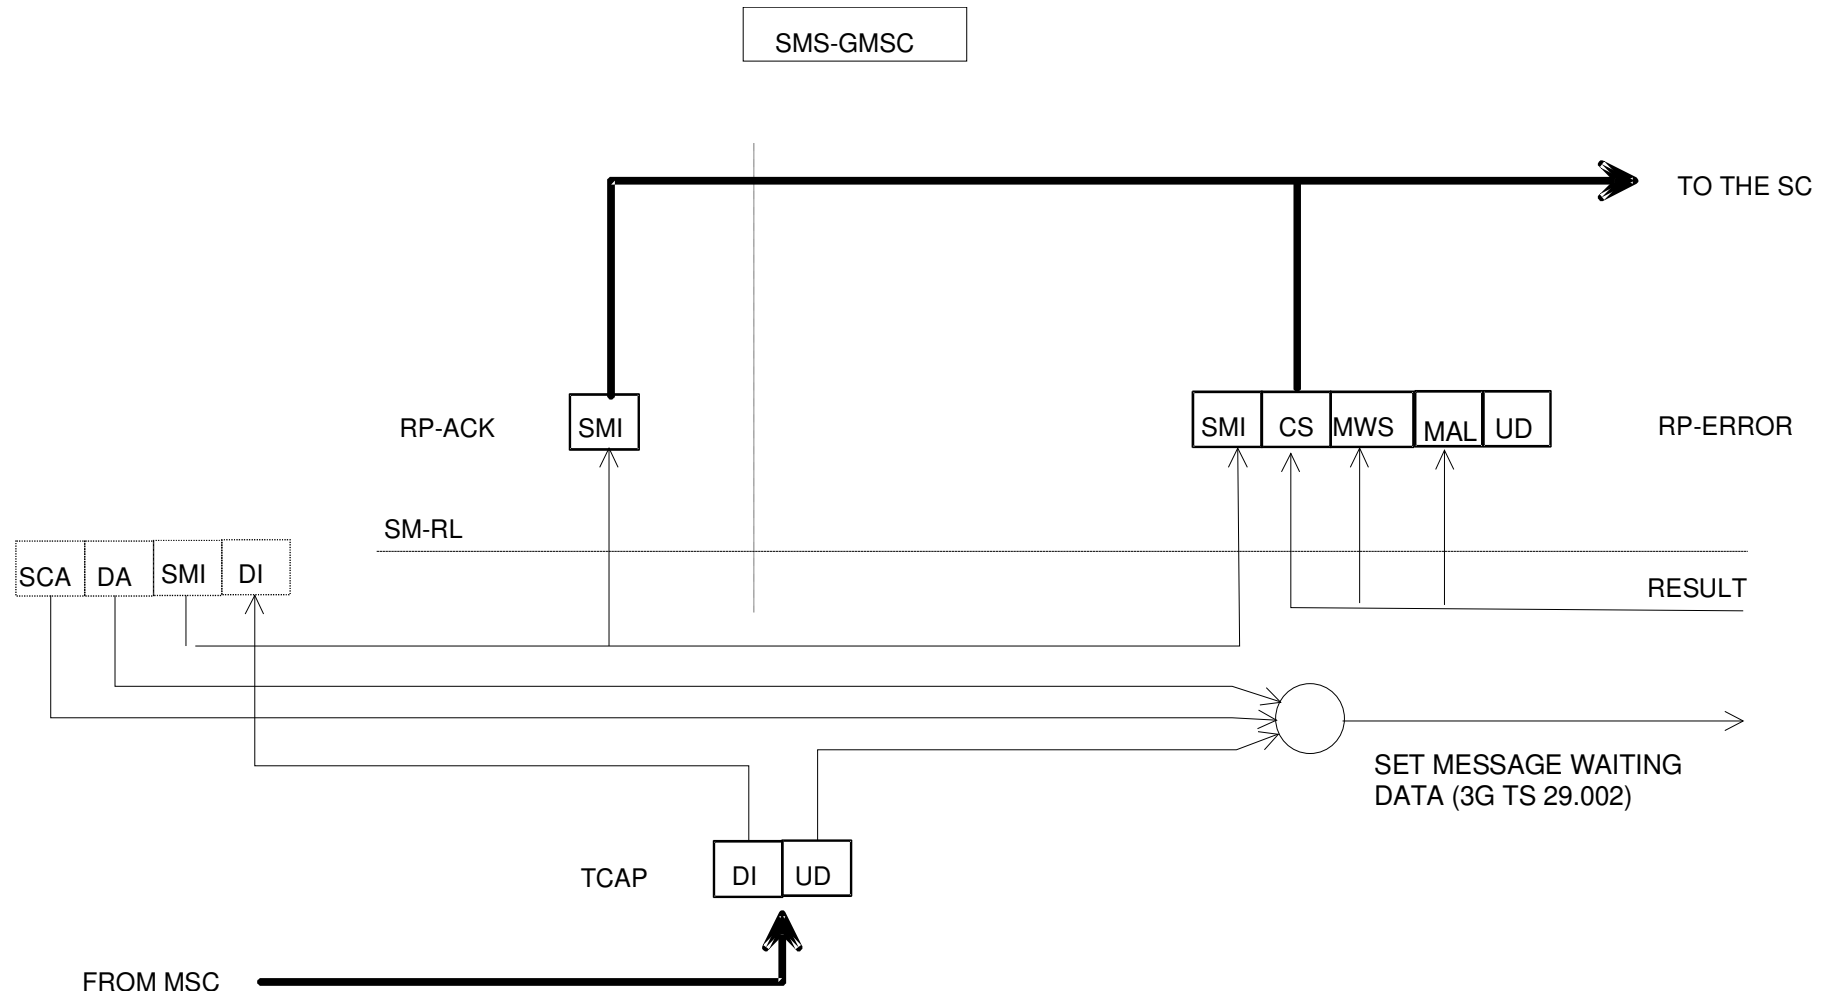 SMS-GMSC
TO THE SC
RP-ACK
SMI
SMI CS MWS MAL UD
RP-ERROR
SM-RL
SCA DA SMI DI
RESULT
SET MESSAGE WAITING
DATA (3G TS 29.002)
TCAP
DI UD
FROM MSC